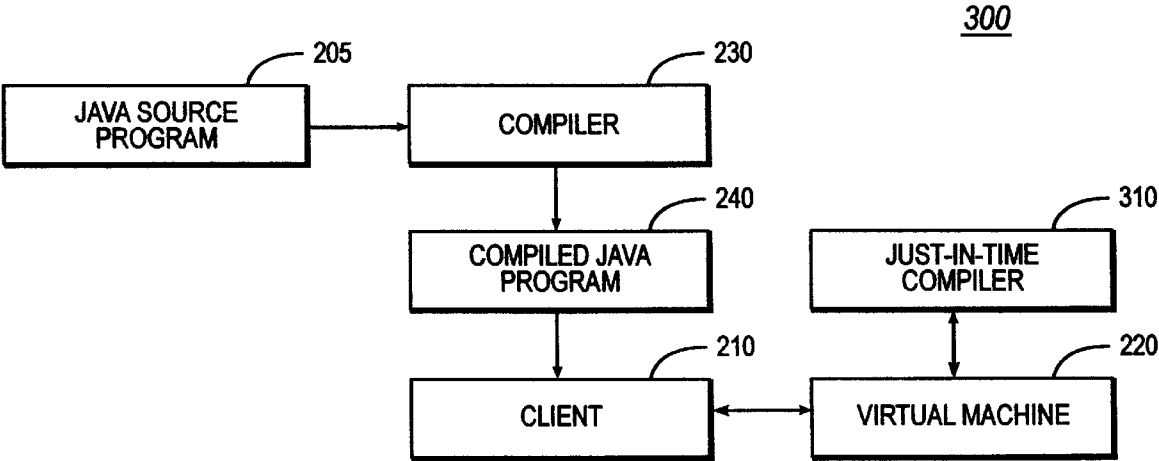 300
205
230
JAVA SOURCE
PROGRAM
COMPILER
240
310
COMPILED JAVA
PROGRAM
JUST-IN-TIME
COMPILER
210
220
CLIENT
VIRTUAL MACHINE